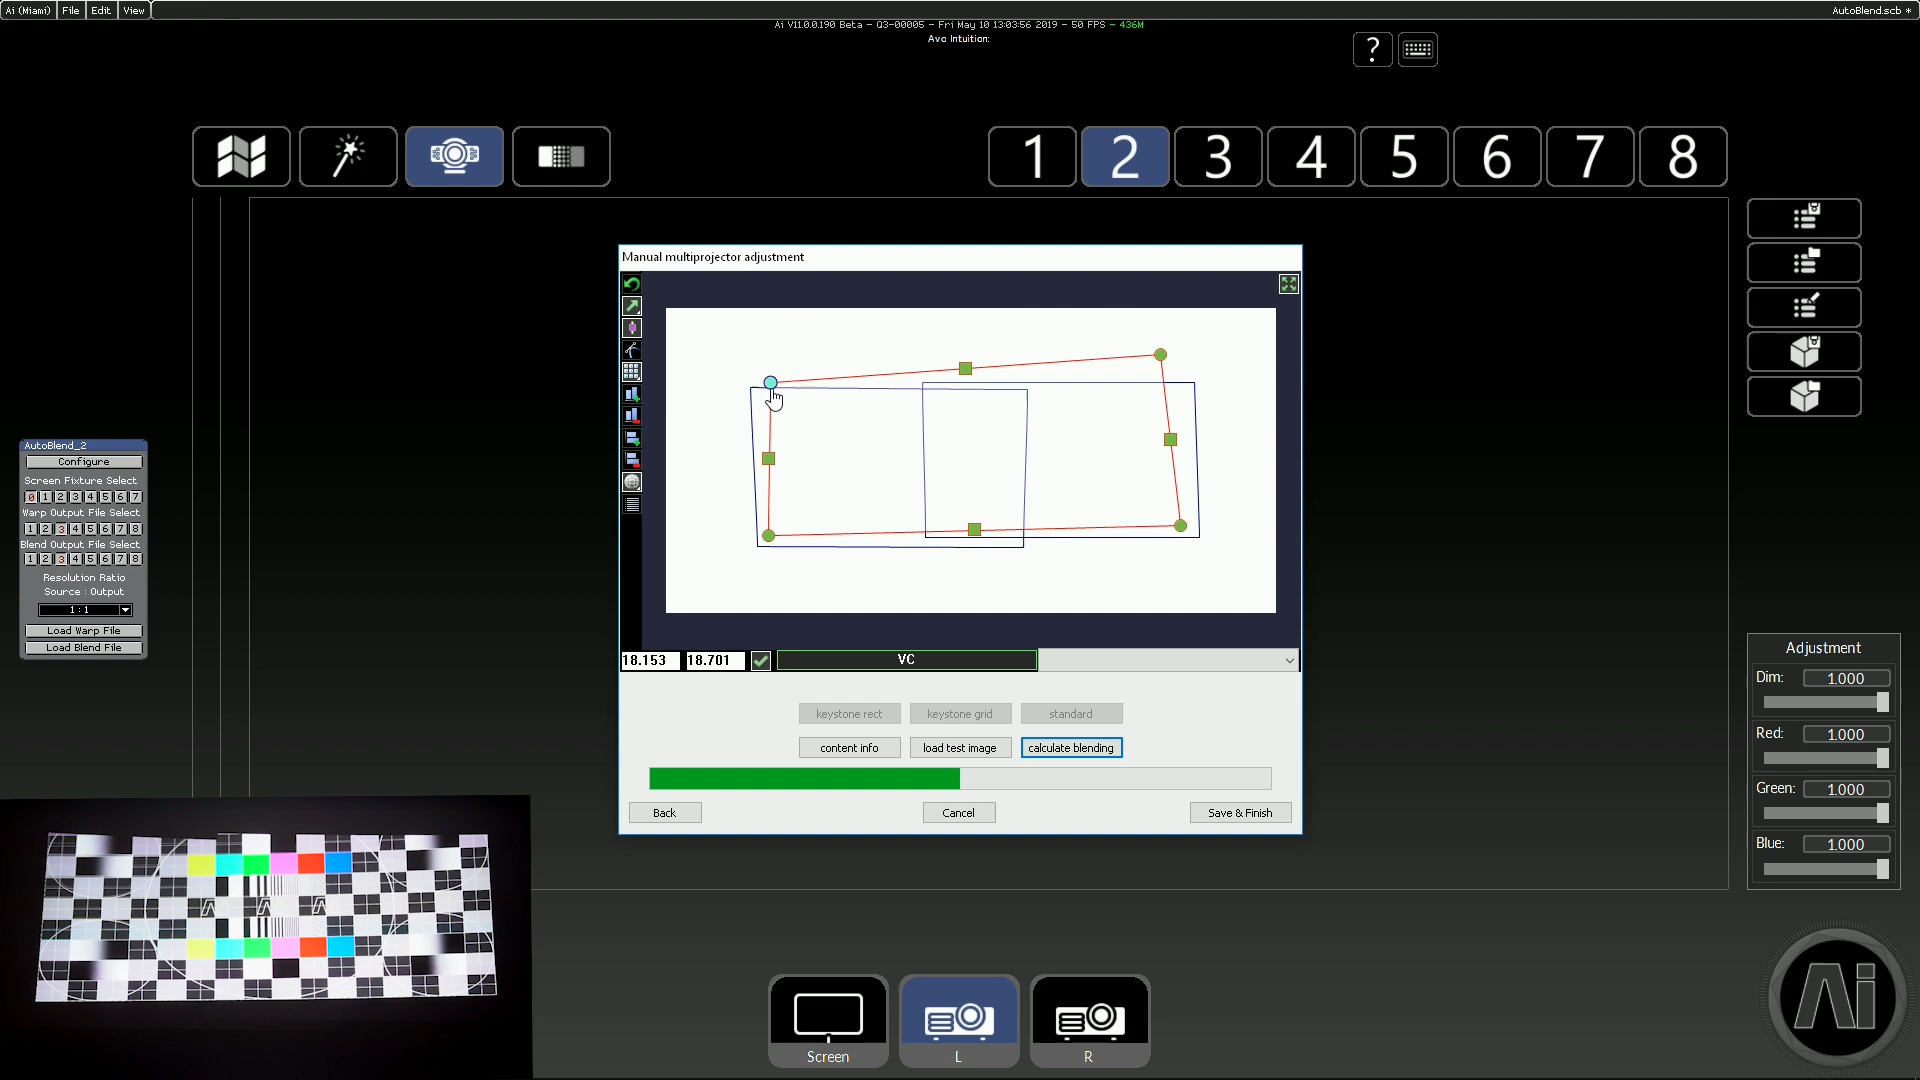 Ai (Miami) File Edit View AutoBlend.scb *
Ai V11.0.0.190 Beta - Q3-00005 - Fri May 10 13:03:56 2019 - 50 FPS - 436M
Avo Intuition:
?
1 2 3 4 5 6 7 8
Manual multiprojector adjustment
AutoBlend_2
Configure
Screen Fixture Select
0 1 2 3 4 5 6 7
Warp Output File Select
1 2 3 4 5 6 7 8
Blend Output File Select
1 2 3 4 5 6 7 8
Resolution Ratio
Source : Output
1 : 1
Load Warp File
Load Blend File
18.153 18.701 VC
keystone rect keystone grid standard
content info load test image calculate blending
Back Cancel Save & Finish
Adjustment
Dim: 1.000
Red: 1.000
Green: 1.000
Blue: 1.000
Screen L R
Ai